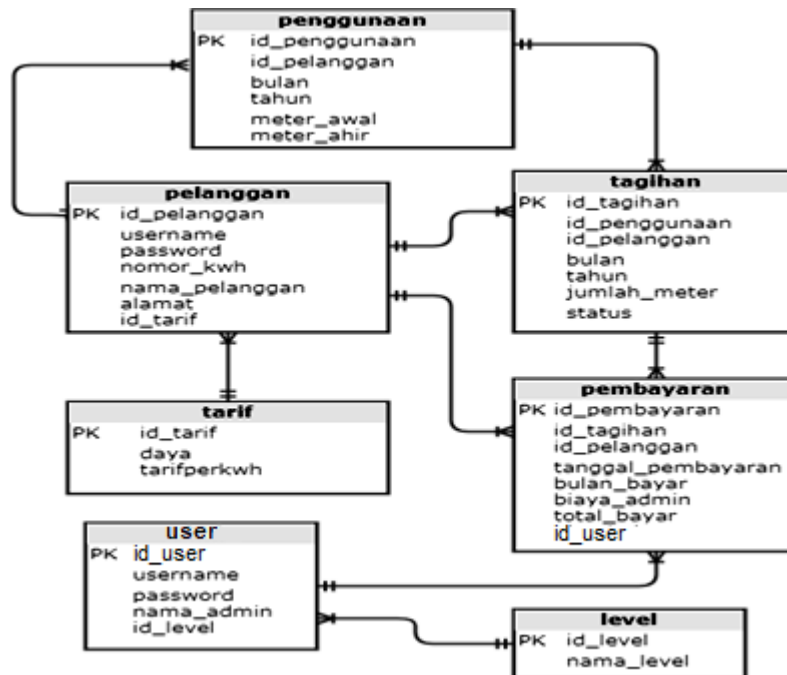 penggunaan
PK id_penggunaan
id_pelanggan
bulan
tahun
meter_awal
meter_ahir
pelanggan
PK id_pelanggan
username
password
nomor_kwh
nama_pelanggan
alamat
id_tarif
tagihan
PK id_tagihan
id_penggunaan
id_pelanggan
bulan
tahun
jumlah_meter
status
tarif
PK id_tarif
daya
tarifperkwh
pembayaran
PK id_pembayaran
id_tagihan
id_pelanggan
tanggal_pembayaran
bulan_bayar
biaya_admin
total_bayar
id_user
user
PK id_user
username
password
nama_admin
id_level
level
PK id_level
nama_level